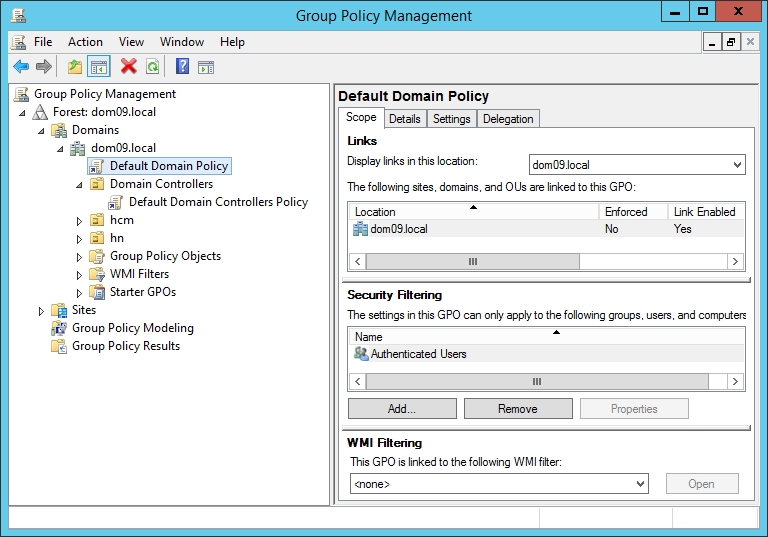 Group Policy Management
File Action View Window Help
Group Policy Management
Forest: dom09.local
Domains
dom09.local
Default Domain Policy
Domain Controllers
Default Domain Controllers Policy
hcm
hn
Group Policy Objects
WMI Filters
Starter GPOs
Sites
Group Policy Modeling
Group Policy Results
Default Domain Policy
Scope Details Settings Delegation
Links
Display links in this location: dom09.local
The following sites, domains, and OUs are linked to this GPO:
Location Enforced Link Enabled
dom09.local No Yes
Security Filtering
The settings in this GPO can only apply to the following groups, users, and computers
Name
Authenticated Users
Add... Remove Properties
WMI Filtering
This GPO is linked to the following WMI filter:
<none> Open